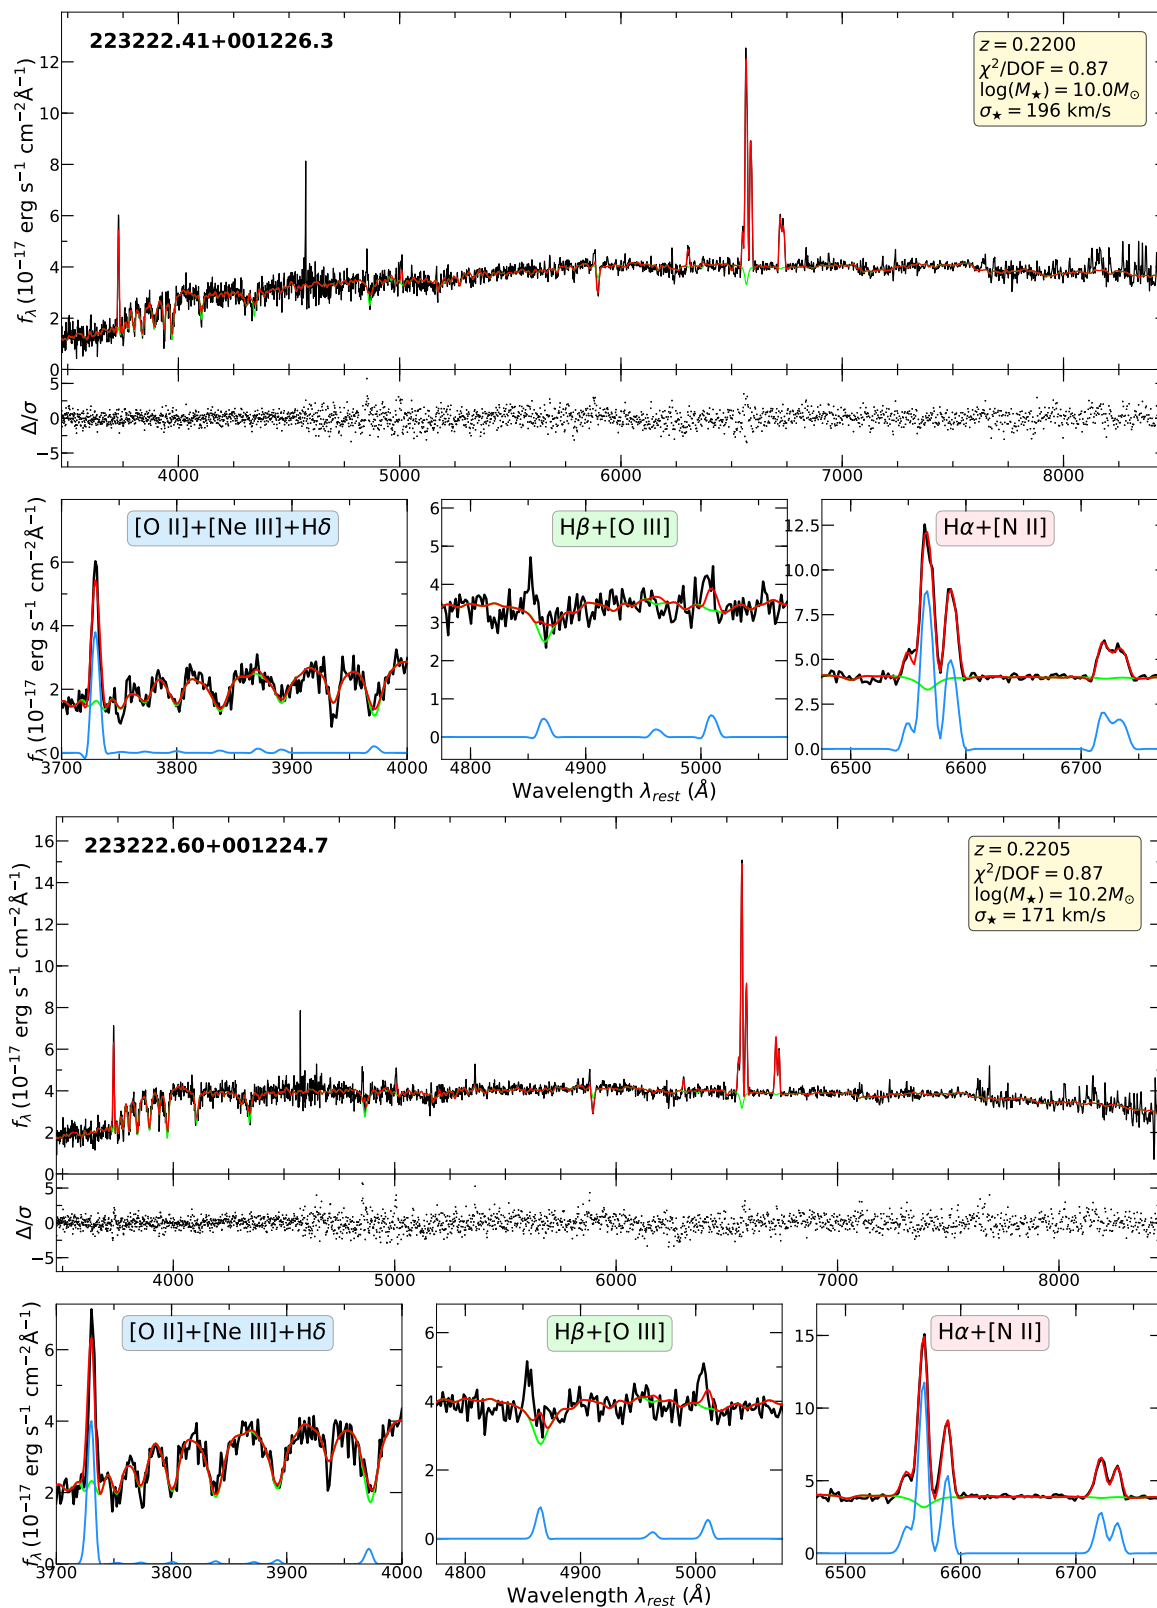 223222.41+001226.3
z = 0.2200
χ²/DOF = 0.87
log(M★) = 10.0M⊙
σ★ = 196 km/s
f_λ (10⁻¹⁷ erg s⁻¹ cm⁻²Å⁻¹)
12
10
8
6
4
2
0
Δ/σ
5
0
−5
4000 5000 6000 7000 8000
[O II]+[Ne III]+Hδ
Hβ+[O III]
Hα+[N II]
f_λ (10⁻¹⁷ erg s⁻¹ cm⁻²Å⁻¹)
6
4
2
0
6
5
4
3
2
1
0
12.5
10.0
7.5
5.0
2.5
0.0
3700 3800 3900 4000
4800 4900 5000
6500 6600 6700
Wavelength λ_rest (Å)
223222.60+001224.7
z = 0.2205
χ²/DOF = 0.87
log(M★) = 10.2M⊙
σ★ = 171 km/s
f_λ (10⁻¹⁷ erg s⁻¹ cm⁻²Å⁻¹)
16
14
12
10
8
6
4
2
0
Δ/σ
5
0
−5
4000 5000 6000 7000 8000
[O II]+[Ne III]+Hδ
Hβ+[O III]
Hα+[N II]
f_λ (10⁻¹⁷ erg s⁻¹ cm⁻²Å⁻¹)
6
4
2
0
6
4
2
0
15
10
5
0
3700 3800 3900 4000
4800 4900 5000
6500 6600 6700
Wavelength λ_rest (Å)